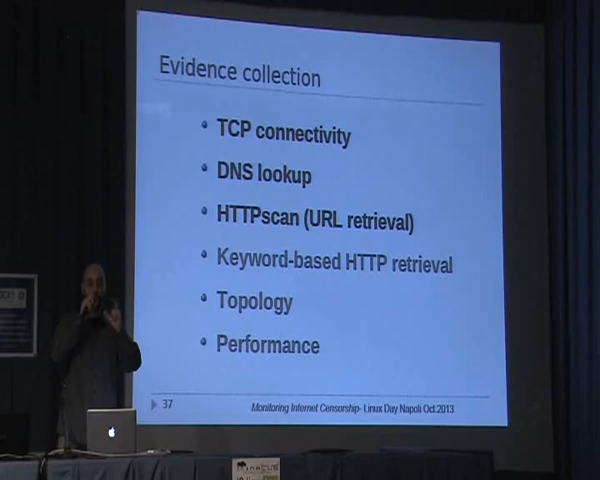 Evidence collection
TCP connectivity
DNS lookup
HTTPscan (URL retrieval)
Keyword-based HTTP retrieval
Topology
Performance
37
Monitoring Internet Censorship- Linux Day Napoli Oct.2013